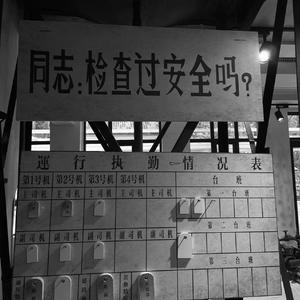 同志:检查过安全吗?
运行执勤情况表
第1号机 第2号机 第3号机 第4号机 台班
主司机 主司机 主司机 主司机 第一台班
第二台班
副司机 副司机 副司机 副司机
第三台班